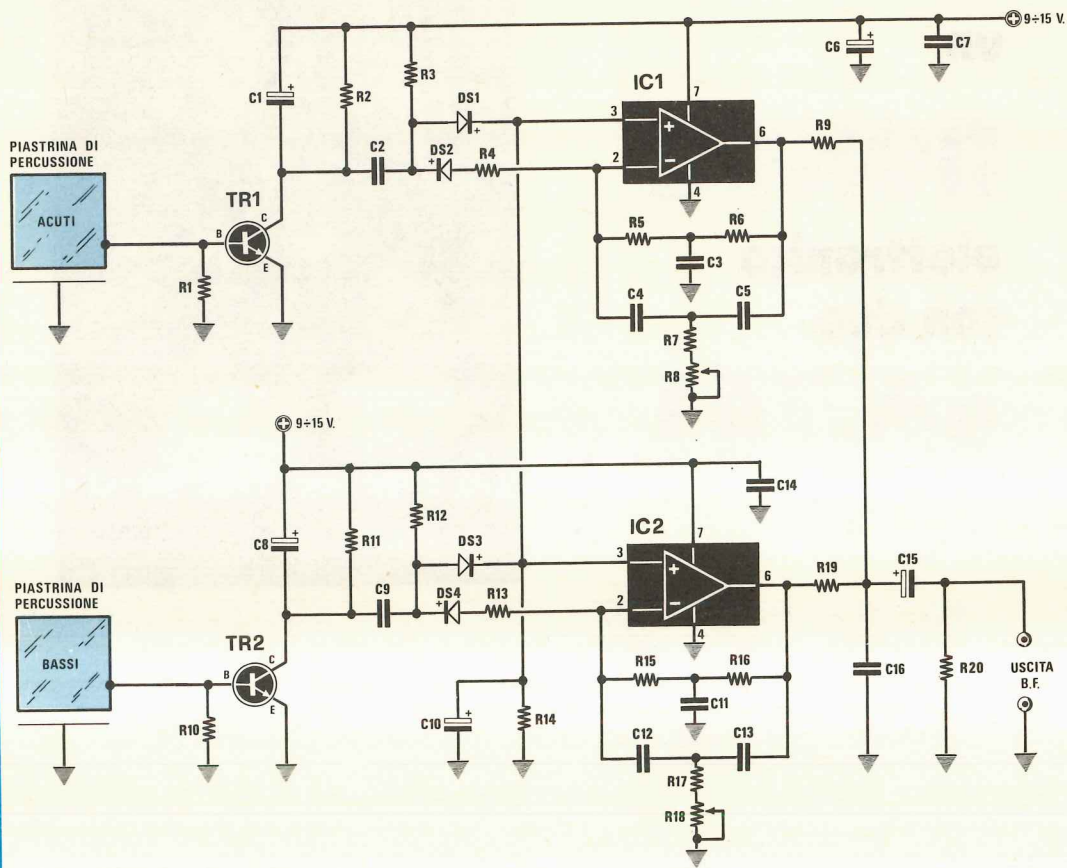 9÷15 V.
C6
+
C7
R3
IC1
C1
+
R2
DS1
+
3
7
+
6
R9
PIASTRINA DI
PERCUSSIONE
C2
+
DS2
R4
2
−
4
ACUTI
TR1
C
B
E
R5
R6
R1
C3
C4
C5
R7
R8
9÷15 V.
C14
R12
IC2
C8
+
R11
DS3
+
3
7
+
6
R19
C15
+
PIASTRINA DI
PERCUSSIONE
C9
+
DS4
R13
2
−
4
BASSI
TR2
C
B
E
R15
R16
C16
R20
USCITA
B.F.
R10
C10
+
R14
C11
C12
C13
R17
R18